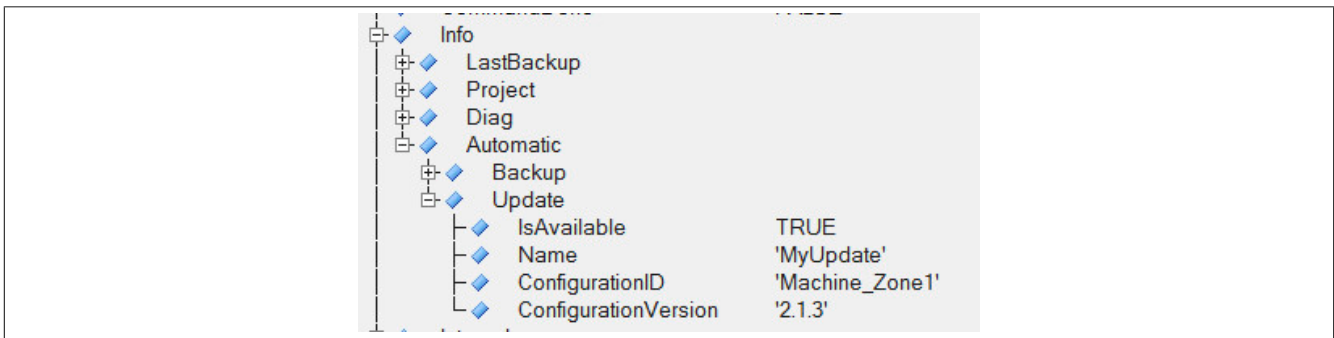 Info
LastBackup
Project
Diag
Automatic
Backup
Update
IsAvailable TRUE
Name 'MyUpdate'
ConfigurationID 'Machine_Zone1'
ConfigurationVersion '2.1.3'